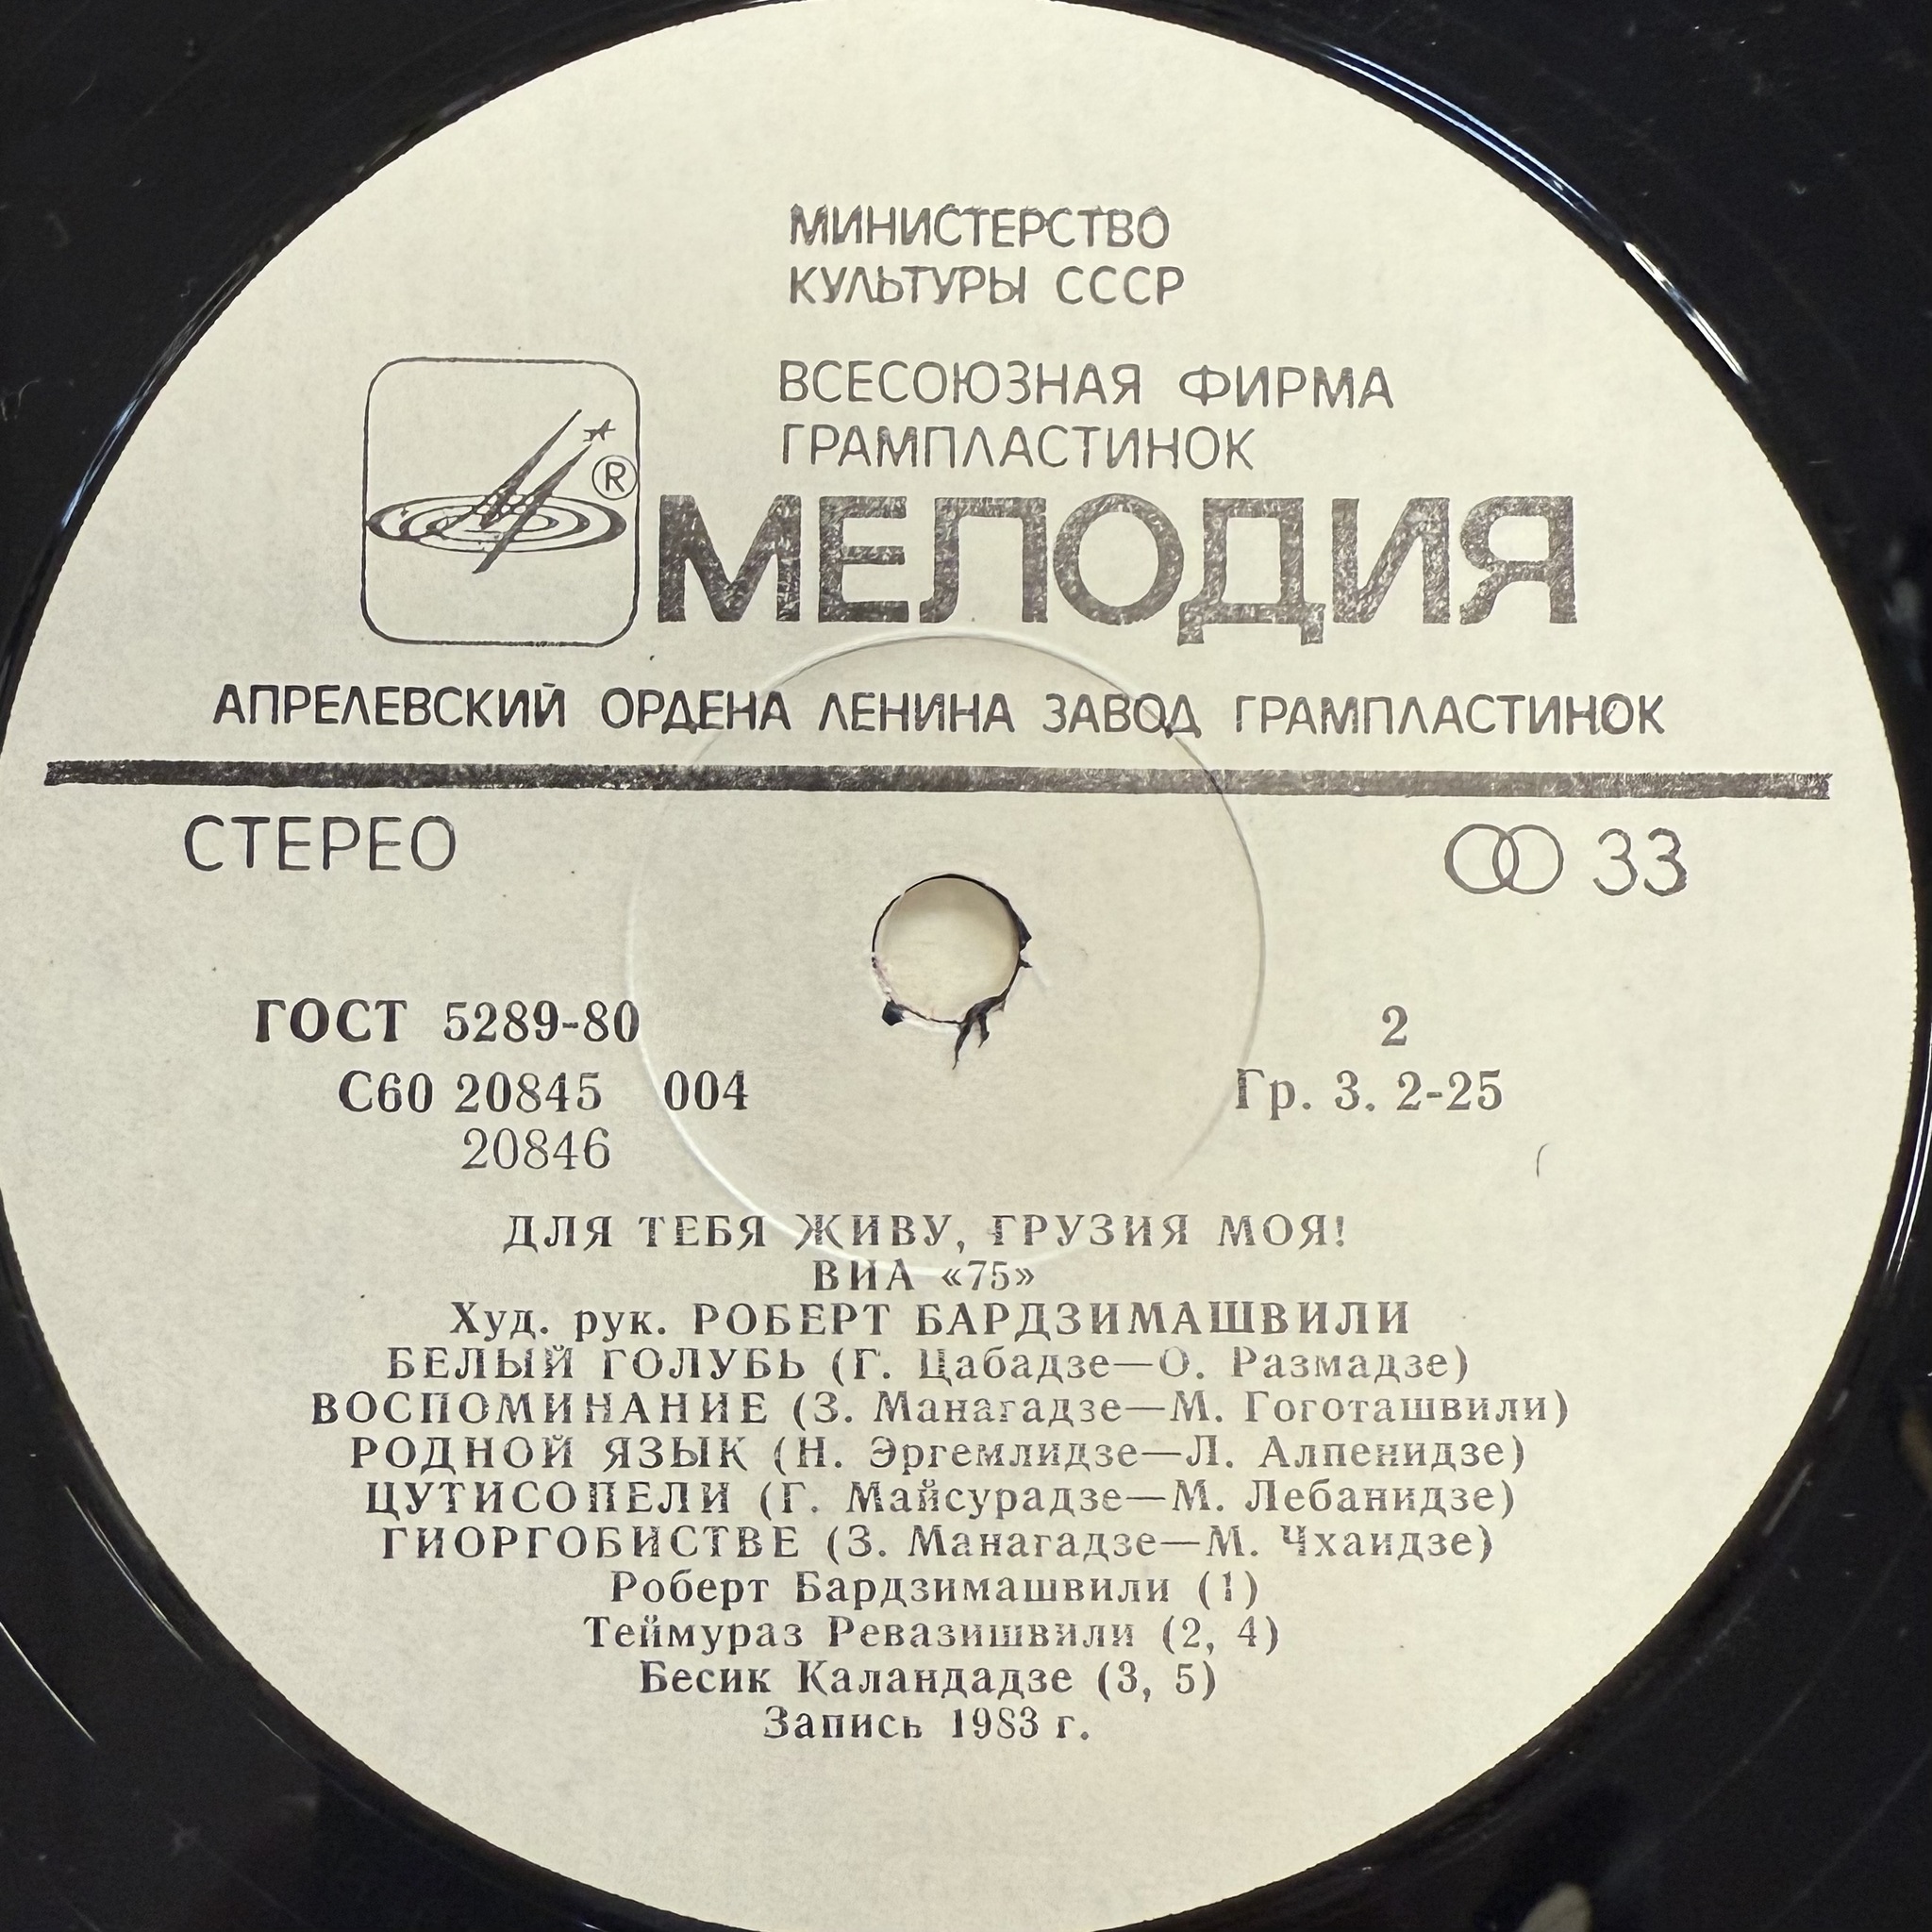 МИНИСТЕРСТВО
КУЛЬТУРЫ СССР
ВСЕСОЮЗНАЯ ФИРМА
ГРАМПЛАСТИНОК
®
МЕЛОДИЯ
АПРЕЛЕВСКИЙ ОРДЕНА ЛЕНИНА ЗАВОД ГРАМПЛАСТИНОК
СТЕРЕО 33
ГОСТ 5289-80 2
С60 20845 004 Гр. 3. 2-25
20846
ДЛЯ ТЕБЯ ЖИВУ, ГРУЗИЯ МОЯ!
ВИА «75»
Худ. рук. РОБЕРТ БАРДЗИМАШВИЛИ
БЕЛЫЙ ГОЛУБЬ (Г. Цабадзе—О. Размадзе)
ВОСПОМИНАНИЕ (З. Манагадзе—М. Гоготашвили)
РОДНОЙ ЯЗЫК (Н. Эргемлидзе—Л. Алпенидзе)
ЦУТИСОПЕЛИ (Г. Майсурадзе—М. Лебанидзе)
ГИОРГОБИСТВЕ (З. Манагадзе—М. Чхаидзе)
Роберт Бардзимашвили (1)
Теймураз Ревазишвили (2, 4)
Бесик Каландадзе (3, 5)
Запись 1983 г.